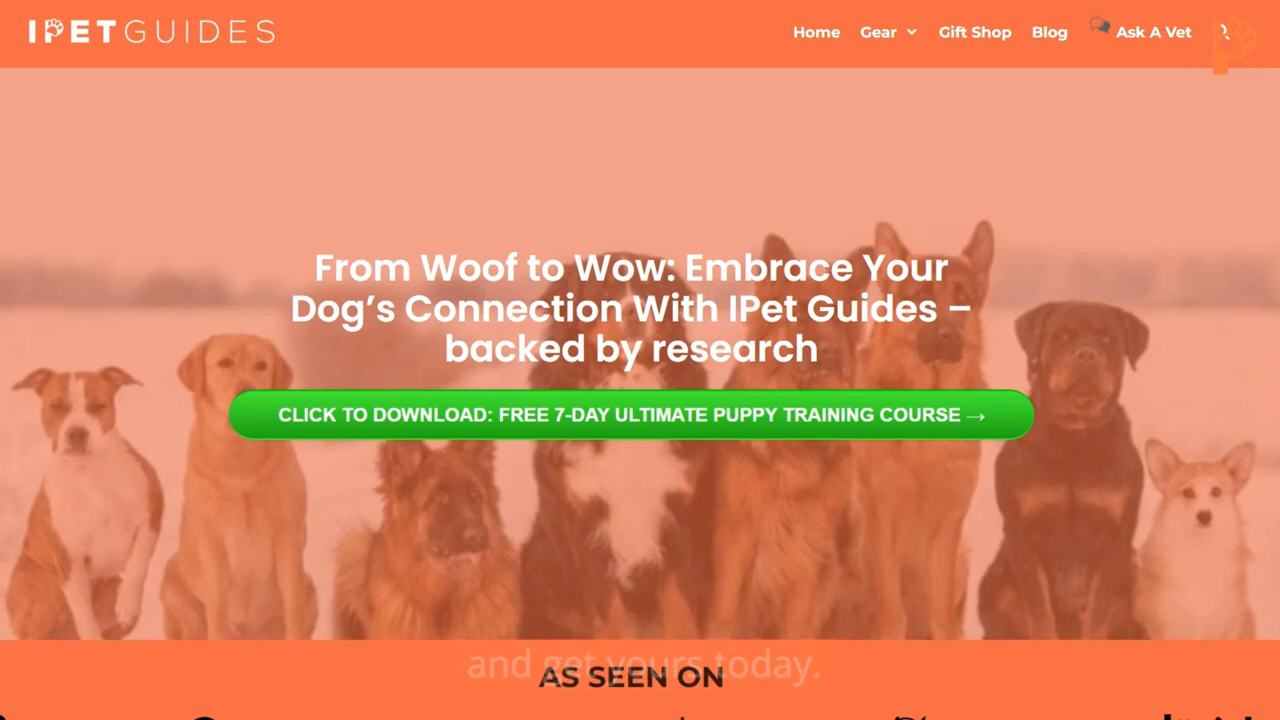 IPETGUIDES
Home Gear Gift Shop Blog Ask A Vet
From Woof to Wow: Embrace Your
Dog’s Connection With IPet Guides –
backed by research
CLICK TO DOWNLOAD: FREE 7-DAY ULTIMATE PUPPY TRAINING COURSE →
and get yours today.
AS SEEN ON